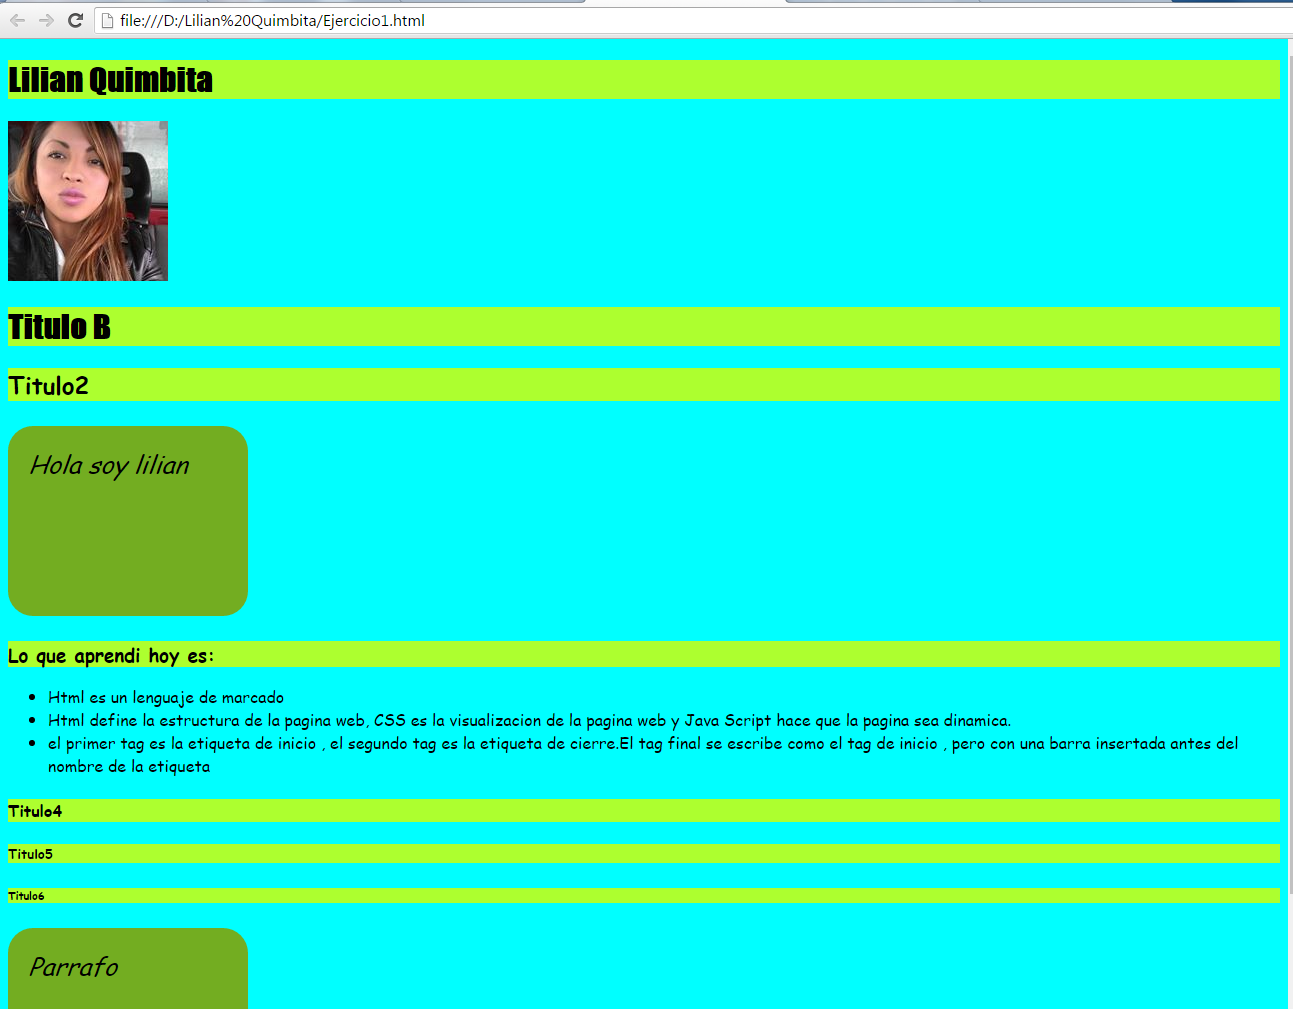 file:///D:/Lilian%20Quimbita/Ejercicio1.html
Lilian Quimbita
Titulo B
Titulo2
Hola soy lilian
Lo que aprendi hoy es:
Html es un lenguaje de marcado
Html define la estructura de la pagina web, CSS es la visualizacion de la pagina web y Java Script hace que la pagina sea dinamica.
el primer tag es la etiqueta de inicio , el segundo tag es la etiqueta de cierre.El tag final se escribe como el tag de inicio , pero con una barra insertada antes del
nombre de la etiqueta
Titulo4
Titulo5
Titulo6
Parrafo